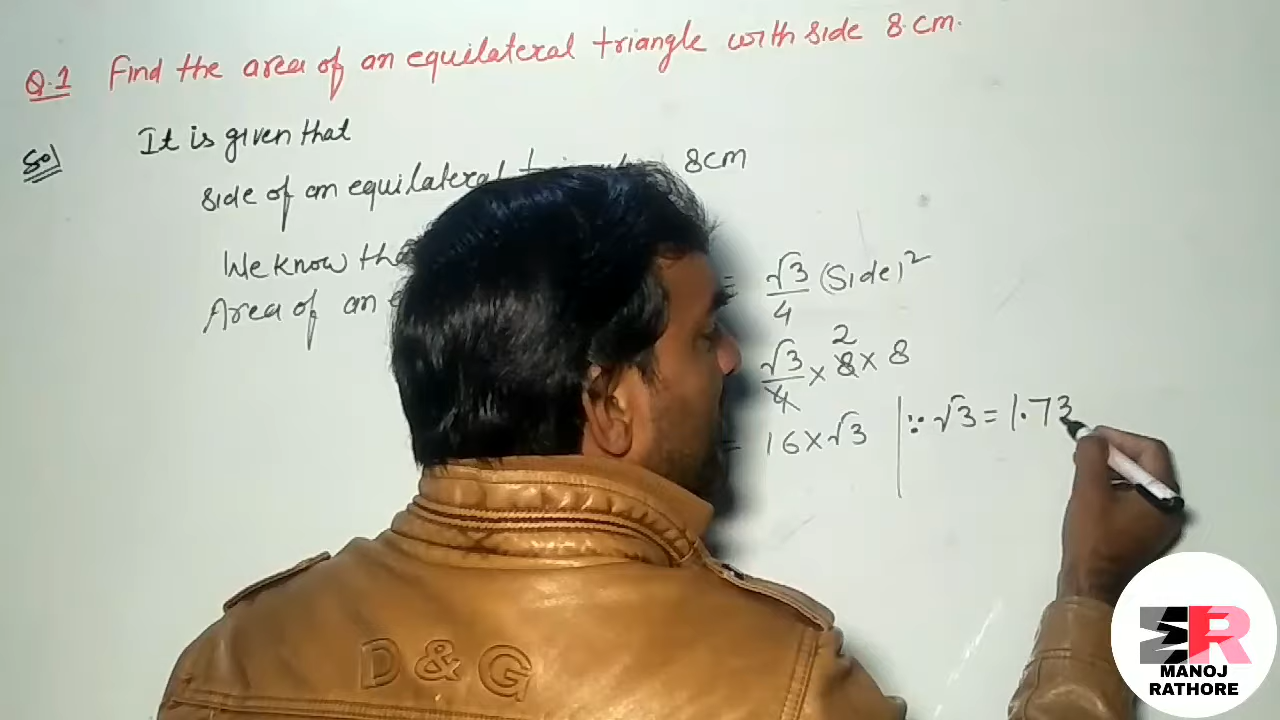 Q.1 Find the area of an equilateral triangle with side 8 cm.
Sol It is given that
side of an equilateral 8cm
We know tha
Area of an = √3/4 (Side)²
√3/4 × 8 × 8
2
= 16×√3 ∵ √3 = 1.73
D&G
R
MANOJ
RATHORE